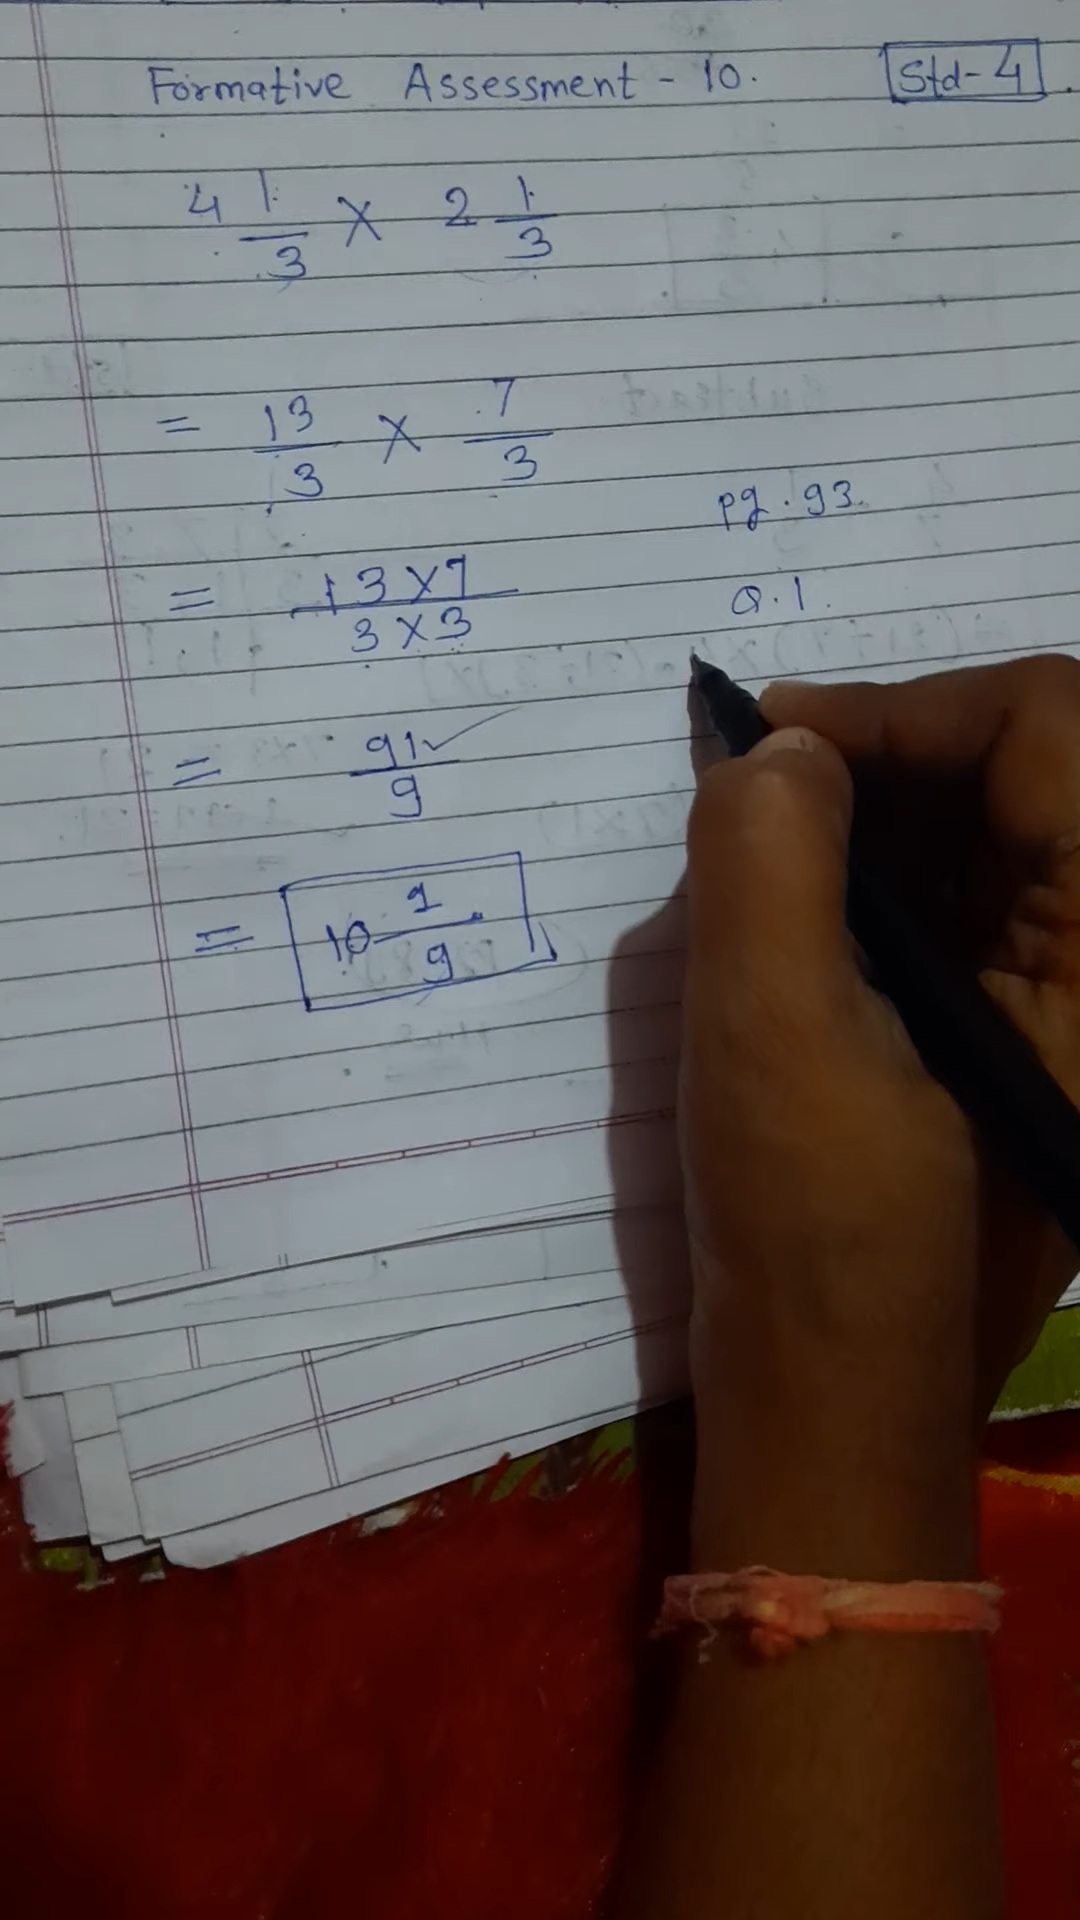 Formative Assessment - 10. Std-4
4 1/3 X 2 1/3
= 13/3 X 7/3
pg. 93.
= 13 X 7 / 3 X 3
Q.1.
= 91/9 ✓
= 10 1/9